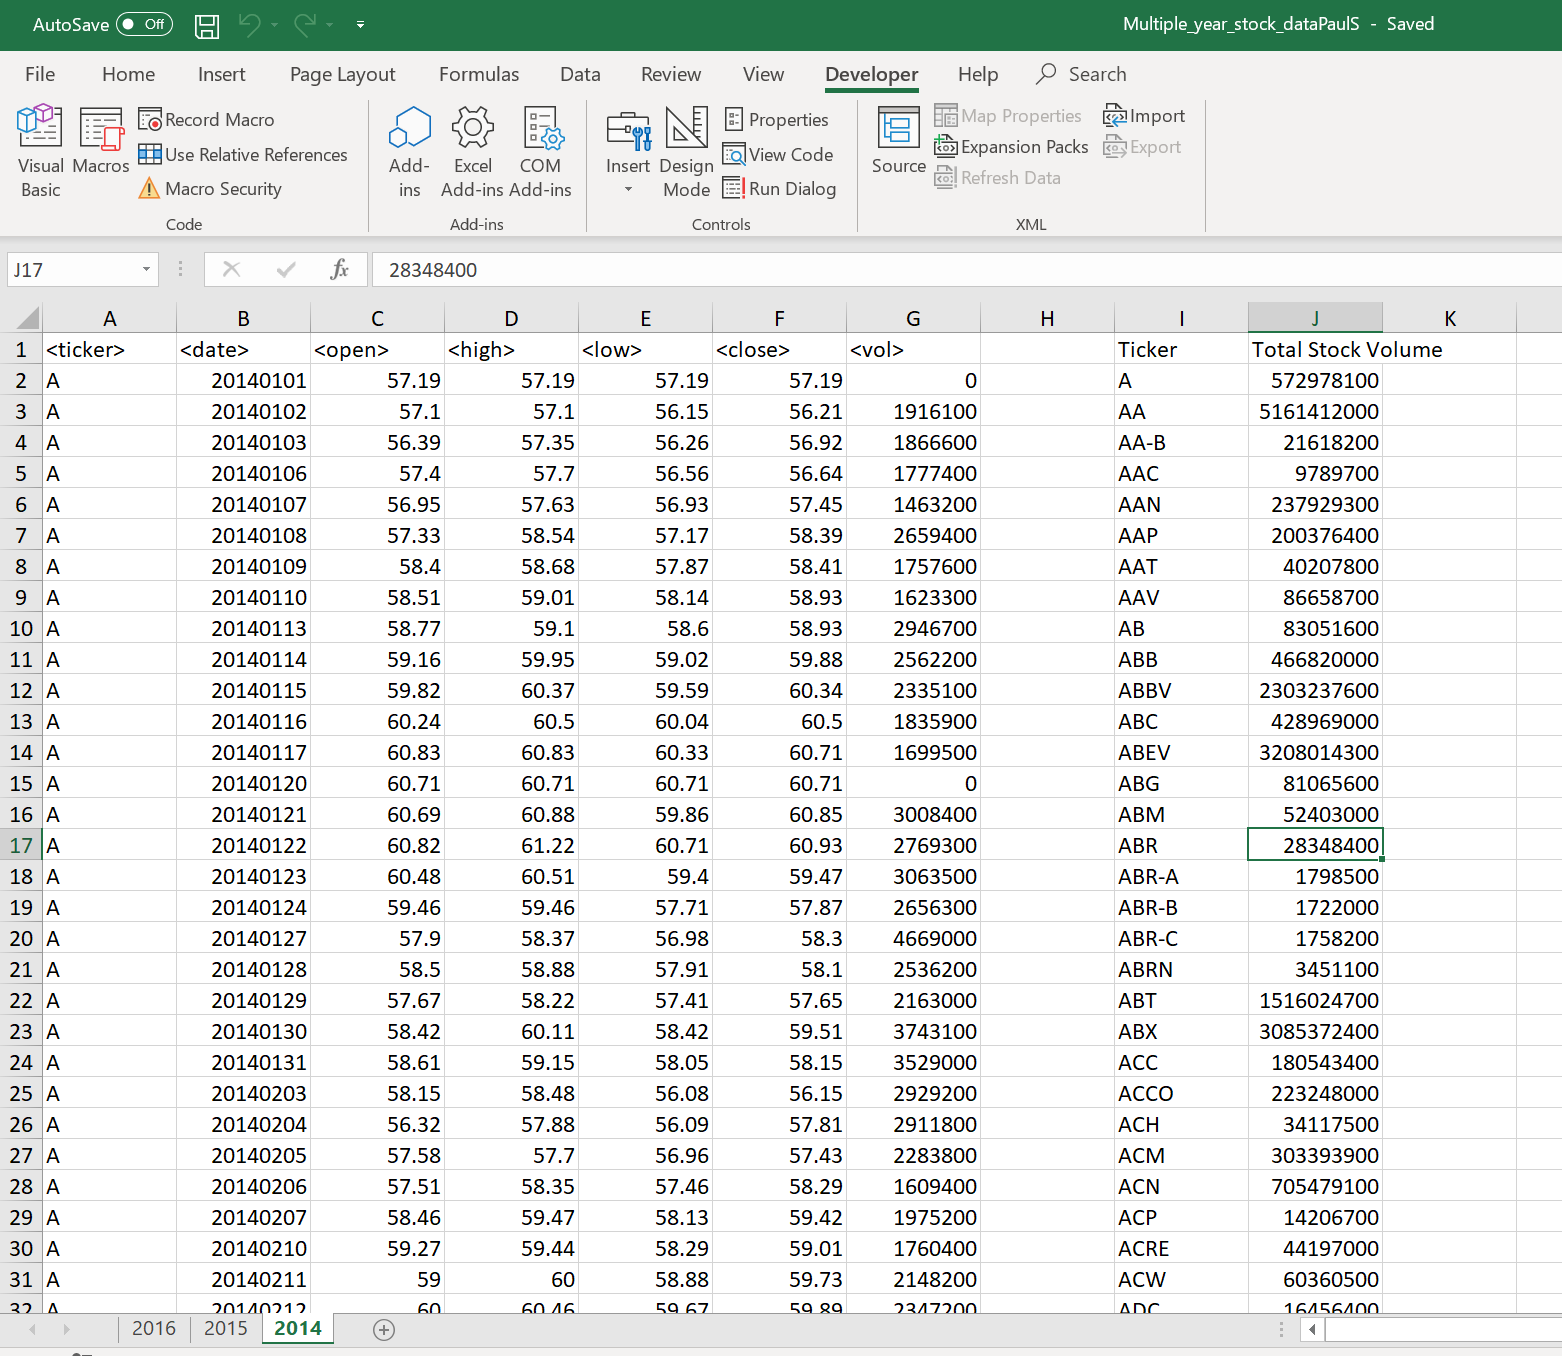 AutoSave Off Multiple_year_stock_dataPaulS - Saved
File Home Insert Page Layout Formulas Data Review View Developer Help Search
Visual Basic
Macros
Record Macro
Use Relative References
Macro Security
Code
Add-ins
Excel Add-ins
COM Add-ins
Add-ins
Insert
Design Mode
Properties
View Code
Run Dialog
Controls
Source
Map Properties
Expansion Packs
Refresh Data
Import
Export
XML
J17 fx 28348400
A B C D E F G H I J K
1 <ticker> <date> <open> <high> <low> <close> <vol> Ticker Total Stock Volume
2 A 20140101 57.19 57.19 57.19 57.19 0 A 572978100
3 A 20140102 57.1 57.1 56.15 56.21 1916100 AA 5161412000
4 A 20140103 56.39 57.35 56.26 56.92 1866600 AA-B 21618200
5 A 20140106 57.4 57.7 56.56 56.64 1777400 AAC 9789700
6 A 20140107 56.95 57.63 56.93 57.45 1463200 AAN 237929300
7 A 20140108 57.33 58.54 57.17 58.39 2659400 AAP 200376400
8 A 20140109 58.4 58.68 57.87 58.41 1757600 AAT 40207800
9 A 20140110 58.51 59.01 58.14 58.93 1623300 AAV 86658700
10 A 20140113 58.77 59.1 58.6 58.93 2946700 AB 83051600
11 A 20140114 59.16 59.95 59.02 59.88 2562200 ABB 466820000
12 A 20140115 59.82 60.37 59.59 60.34 2335100 ABBV 2303237600
13 A 20140116 60.24 60.5 60.04 60.5 1835900 ABC 428969000
14 A 20140117 60.83 60.83 60.33 60.71 1699500 ABEV 3208014300
15 A 20140120 60.71 60.71 60.71 60.71 0 ABG 81065600
16 A 20140121 60.69 60.88 59.86 60.85 3008400 ABM 52403000
17 A 20140122 60.82 61.22 60.71 60.93 2769300 ABR 28348400
18 A 20140123 60.48 60.51 59.4 59.47 3063500 ABR-A 1798500
19 A 20140124 59.46 59.46 57.71 57.87 2656300 ABR-B 1722000
20 A 20140127 57.9 58.37 56.98 58.3 4669000 ABR-C 1758200
21 A 20140128 58.5 58.88 57.91 58.1 2536200 ABRN 3451100
22 A 20140129 57.67 58.22 57.41 57.65 2163000 ABT 1516024700
23 A 20140130 58.42 60.11 58.42 59.51 3743100 ABX 3085372400
24 A 20140131 58.61 59.15 58.05 58.15 3529000 ACC 180543400
25 A 20140203 58.15 58.48 56.08 56.15 2929200 ACCO 223248000
26 A 20140204 56.32 57.88 56.09 57.81 2911800 ACH 34117500
27 A 20140205 57.58 57.7 56.96 57.43 2283800 ACM 303393900
28 A 20140206 57.51 58.35 57.46 58.29 1609400 ACN 705479100
29 A 20140207 58.46 59.47 58.13 59.42 1975200 ACP 14206700
30 A 20140210 59.27 59.44 58.29 59.01 1760400 ACRE 44197000
31 A 20140211 59 60 58.88 59.73 2148200 ACW 60360500
32 A 20140212 60 60.46 59.67 59.89 2347200 ADC 16456400
2016 2015 2014